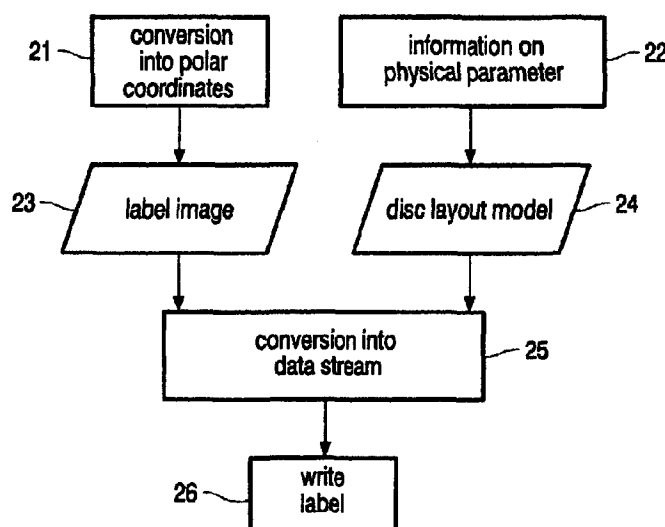 21
conversion
into polar
coordinates
information on
physical parameter
22
23
label image
disc layout model
24
conversion into
data stream
25
26
write
label